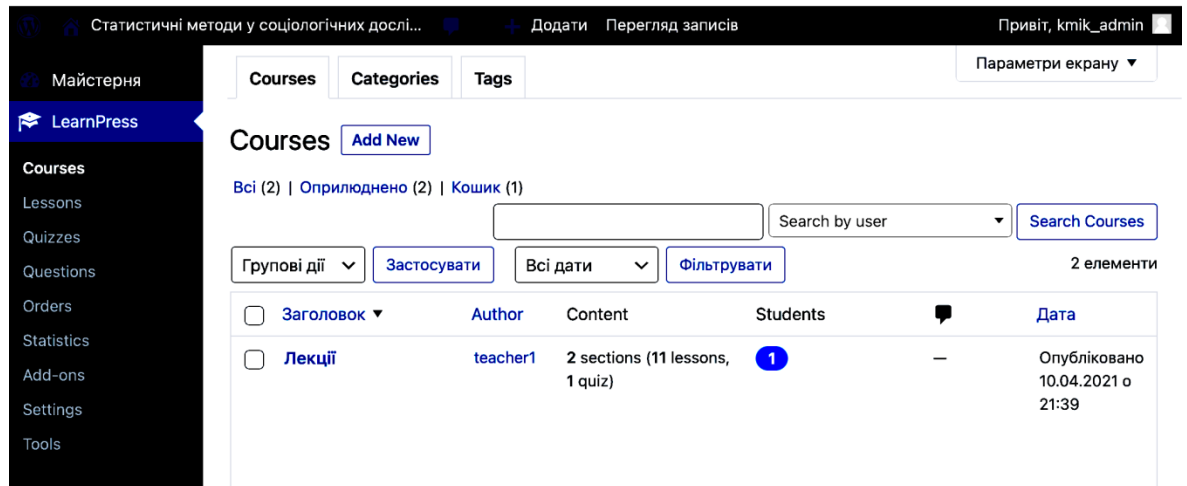 Статистичні методи у соціологічних дослі... Додати Перегляд записів Привіт, kmik_admin
Параметри екрану
Майстерня
LearnPress
Courses
Lessons
Quizzes
Questions
Orders
Statistics
Add-ons
Settings
Tools
Courses Categories Tags
Courses Add New
Всі (2) | Оприлюднено (2) | Кошик (1)
Search by user Search Courses
Групові дії Застосувати Всі дати Фільтрувати 2 елементи
Заголовок Author Content Students Дата
Лекції teacher1 2 sections (11 lessons, 1 — Опубліковано
1 quiz) 10.04.2021 о
21:39